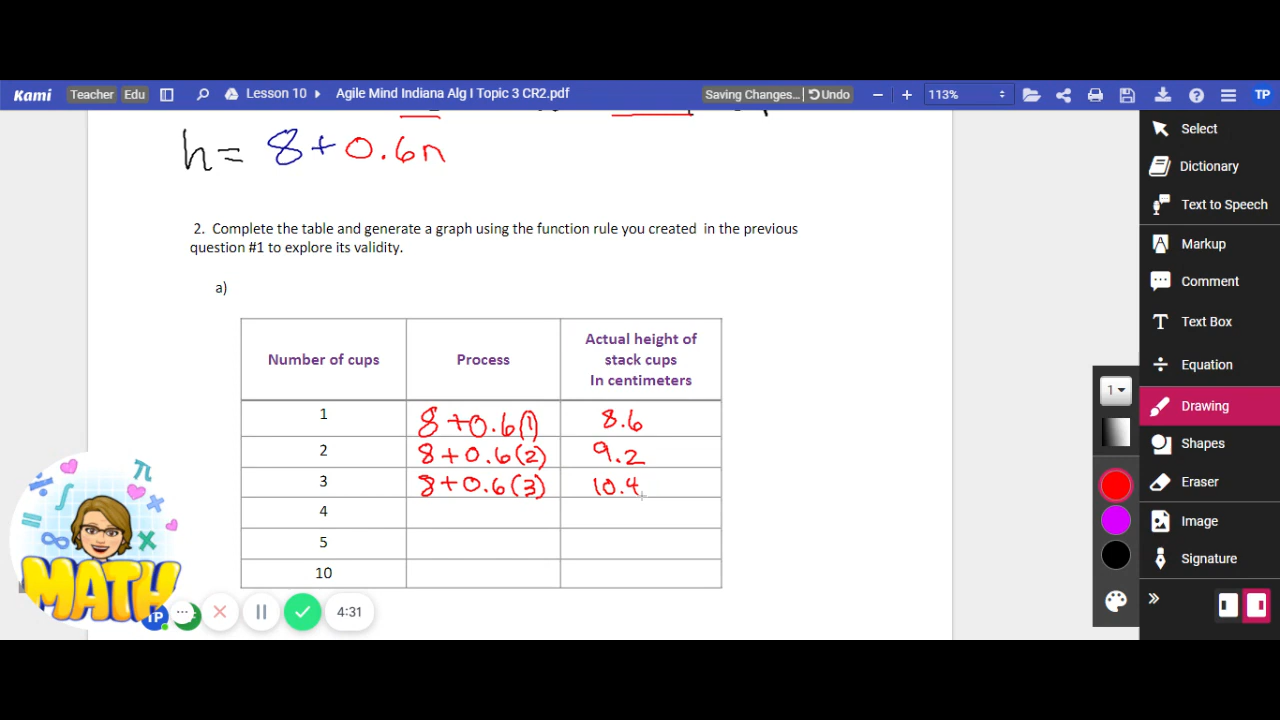 Kami Teacher Edu Lesson 10 Agile Mind Indiana Alg I Topic 3 CR2.pdf Saving Changes... Undo 113% TP
h = 8 + 0.6n
2. Complete the table and generate a graph using the function rule you created in the previous
question #1 to explore its validity.
a)
Number of cups Process Actual height of
stack cups
In centimeters
1 8 + 0.6(1) 8.6
2 8 + 0.6(2) 9.2
3 8 + 0.6(3) 10.4
4
5
10
MATH
TP 4:31
Select
Dictionary
Text to Speech
Markup
Comment
T Text Box
Equation
1 Drawing
Shapes
Eraser
Image
Signature